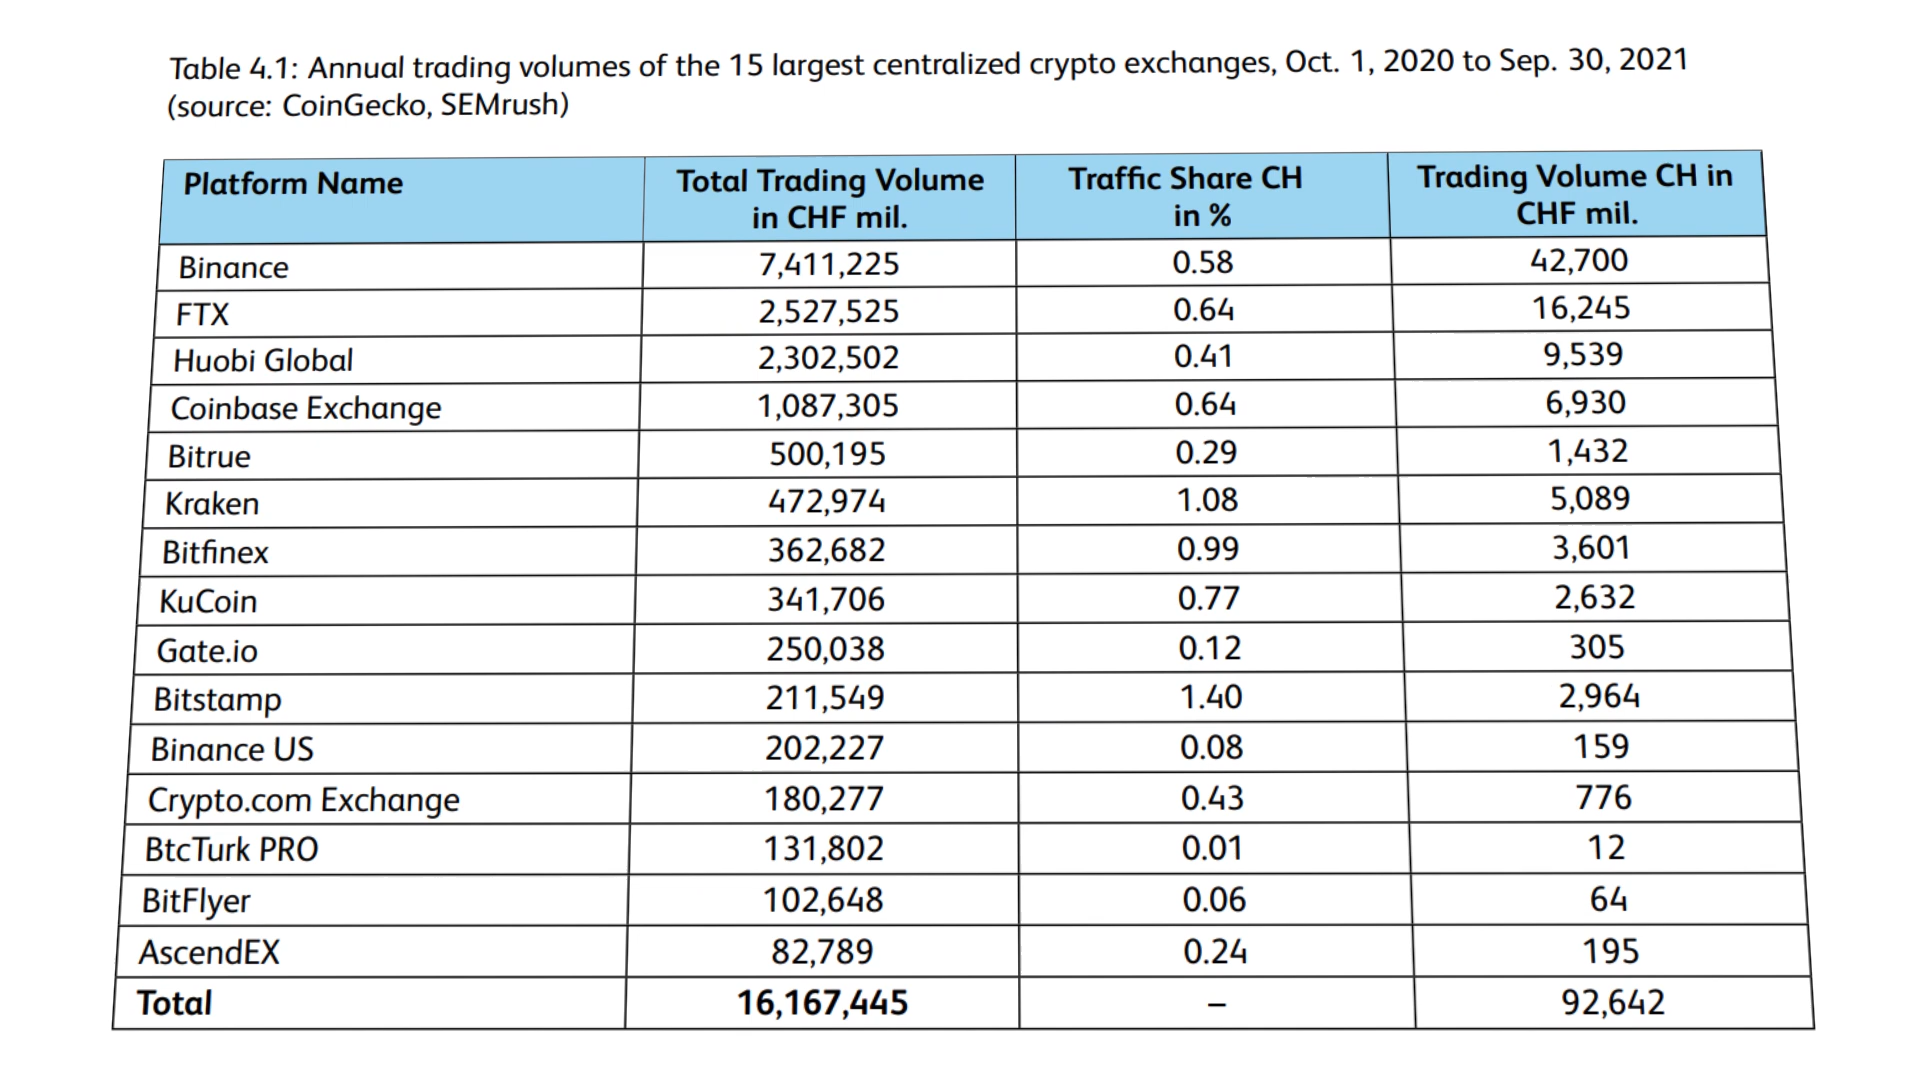 Table 4.1: Annual trading volumes of the 15 largest centralized crypto exchanges, Oct. 1, 2020 to Sep. 30, 2021
(source: CoinGecko, SEMrush)
Platform Name Total Trading Volume in CHF mil. Traffic Share CH in % Trading Volume CH in CHF mil.
Binance 7,411,225 0.58 42,700
FTX 2,527,525 0.64 16,245
Huobi Global 2,302,502 0.41 9,539
Coinbase Exchange 1,087,305 0.64 6,930
Bitrue 500,195 0.29 1,432
Kraken 472,974 1.08 5,089
Bitfinex 362,682 0.99 3,601
KuCoin 341,706 0.77 2,632
Gate.io 250,038 0.12 305
Bitstamp 211,549 1.40 2,964
Binance US 202,227 0.08 159
Crypto.com Exchange 180,277 0.43 776
BtcTurk PRO 131,802 0.01 12
BitFlyer 102,648 0.06 64
AscendEX 82,789 0.24 195
Total 16,167,445 – 92,642